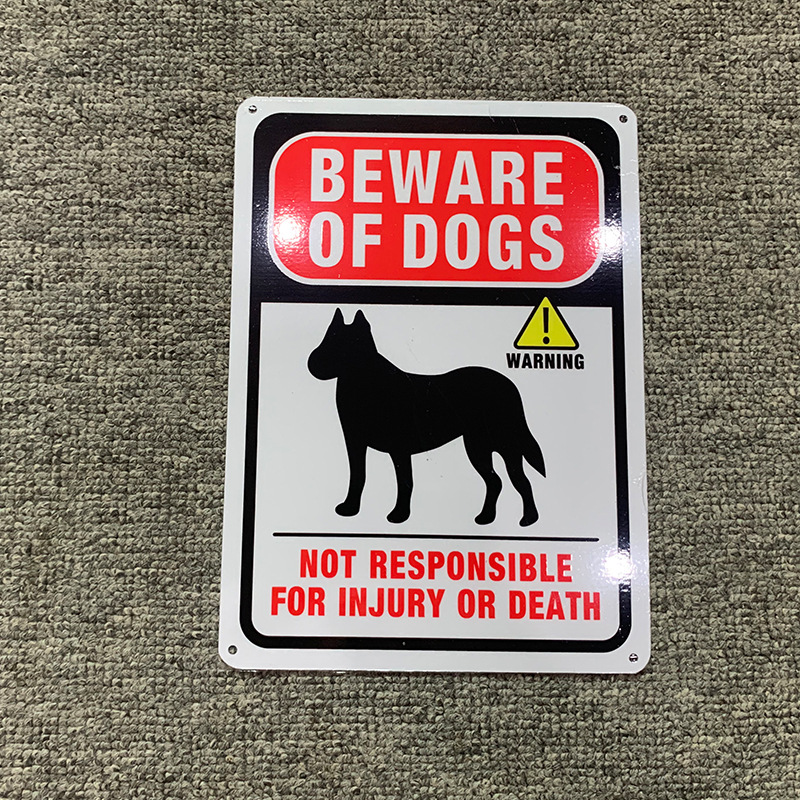 BEWARE
OF DOGS
!
WARNING
NOT RESPONSIBLE
FOR INJURY OR DEATH